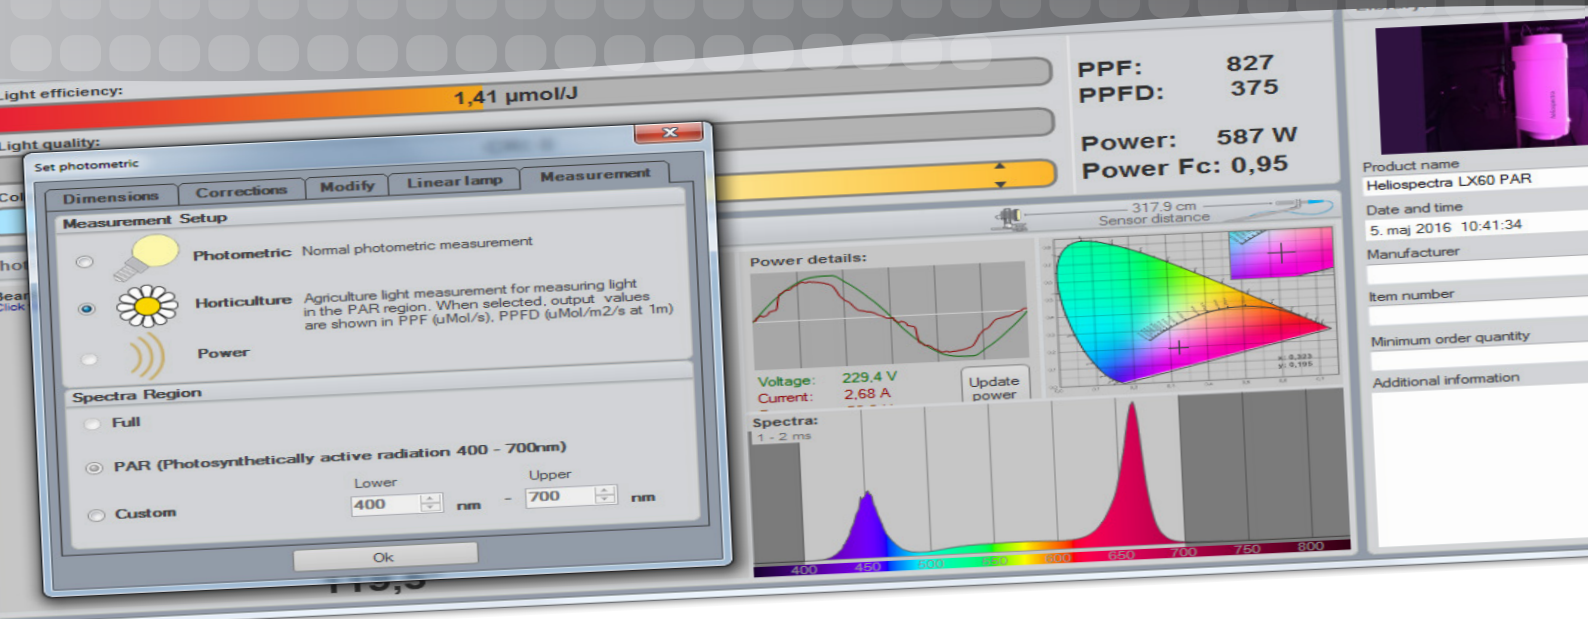 Light efficiency:
1,41 µmol/J
Light quality:
PPF: 827
PPFD: 375
Power: 587 W
Power Fc: 0,95
Set photometric
Dimensions
Corrections
Modify
Linear lamp
Measurement
Measurement Setup
Photometric Normal photometric measurement
Horticulture Agriculture light measurement for measuring light
in the PAR region. When selected, output values
are shown in PPF (uMol/s), PPFD (uMol/m2/s at 1m)
Power
Spectra Region
Full
PAR (Photosynthetically active radiation 400 - 700nm)
Lower
Upper
Custom
400 nm - 700 nm
Ok
317.9 cm
Sensor distance
Power details:
Voltage: 229,4 V
Current: 2,68 A
Update
power
x: 0,323
y: 0,195
Spectra:
1 - 2 ms
400 450 500 550 600 650 700 750 800
Product name
Heliospectra LX60 PAR
Date and time
5. maj 2016 10:41:34
Manufacturer
Item number
Minimum order quantity
Additional information